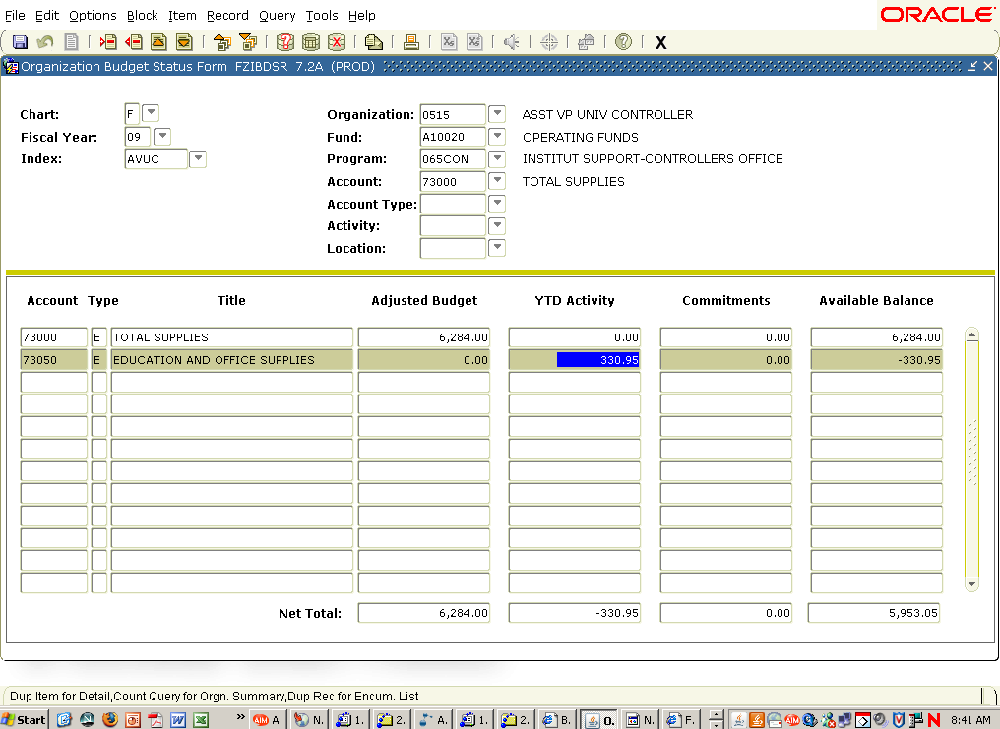 File Edit Options Block Item Record Query Tools Help
ORACLE
X
Organization Budget Status Form FZIBDSR 7.2A (PROD)
Chart: F Organization: 0515 ASST VP UNIV CONTROLLER
Fiscal Year: 09 Fund: A10020 OPERATING FUNDS
Index: AVUC Program: 065CON INSTITUT SUPPORT-CONTROLLERS OFFICE
Account: 73000 TOTAL SUPPLIES
Account Type:
Activity:
Location:
Account Type Title Adjusted Budget YTD Activity Commitments Available Balance
73000 E TOTAL SUPPLIES 6,284.00 0.00 0.00 6,284.00
73050 E EDUCATION AND OFFICE SUPPLIES 0.00 330.95 0.00 -330.95
Net Total: 6,284.00 -330.95 0.00 5,953.05
Dup Item for Detail,Count Query for Orgn. Summary,Dup Rec for Encum. List
Start » A. N. 1. 2. A. 1. 2. B. O. N. F. 8:41 AM